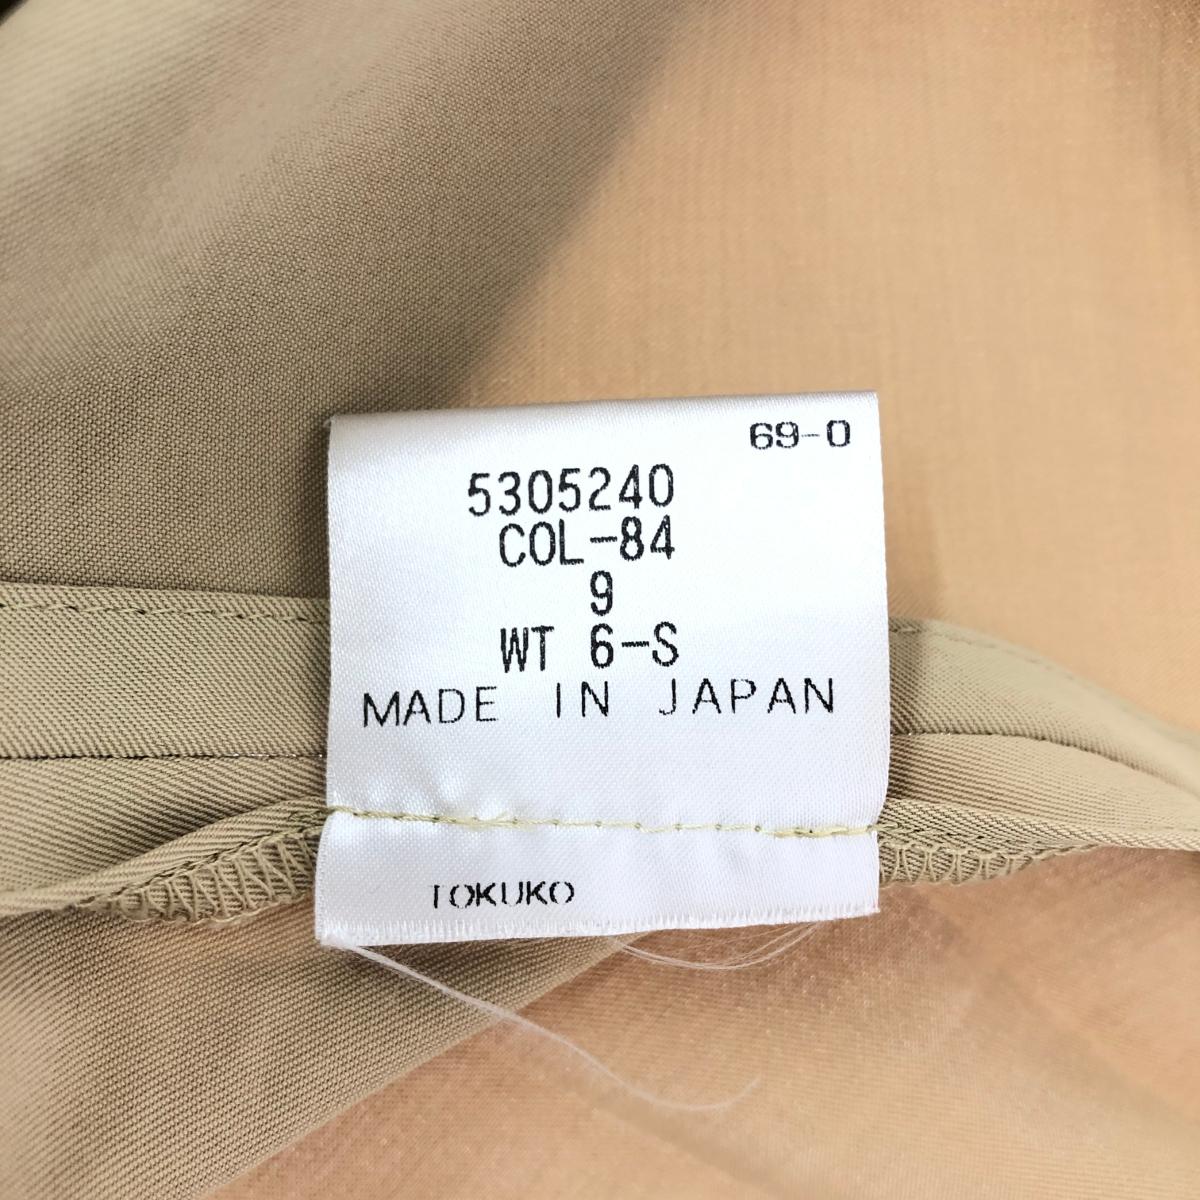 69-0
5305240
COL-84
9
WT 6-S
MADE IN JAPAN
TOKUKO